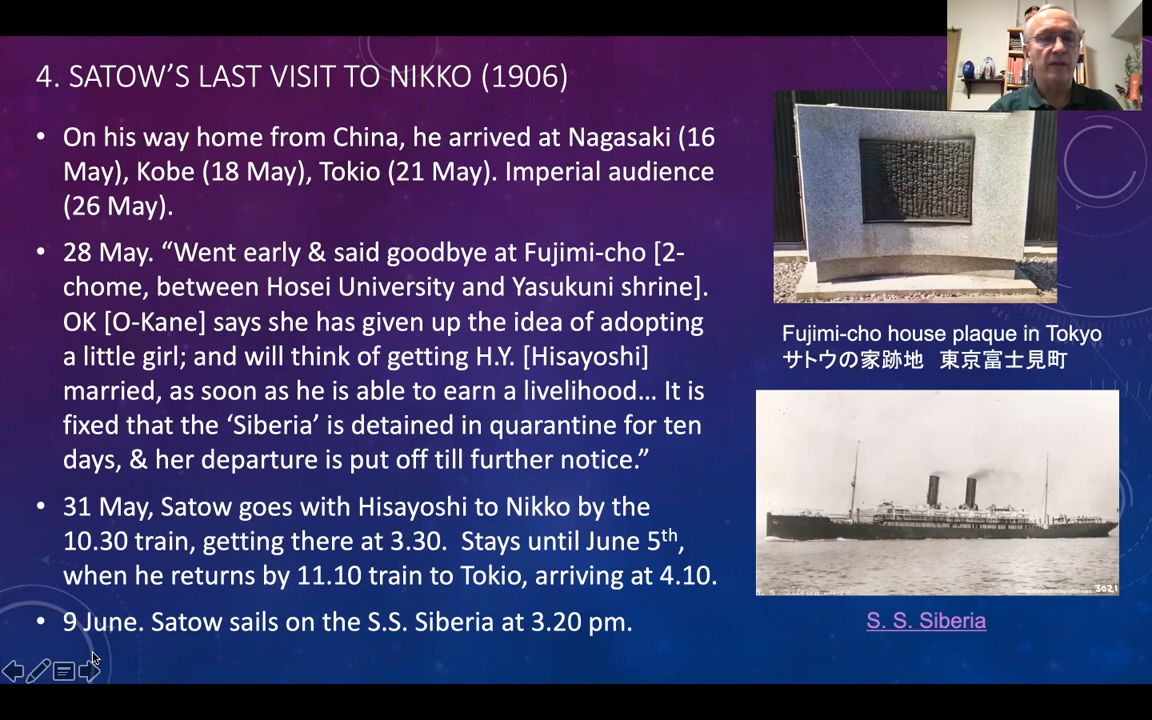 4. SATOW'S LAST VISIT TO NIKKO (1906)
• On his way home from China, he arrived at Nagasaki (16
May), Kobe (18 May), Tokio (21 May). Imperial audience
(26 May).
• 28 May. “Went early & said goodbye at Fujimi-cho [2-
chome, between Hosei University and Yasukuni shrine].
OK [O-Kane] says she has given up the idea of adopting
a little girl; and will think of getting H.Y. [Hisayoshi]
married, as soon as he is able to earn a livelihood… It is
fixed that the ‘Siberia’ is detained in quarantine for ten
days, & her departure is put off till further notice.”
• 31 May, Satow goes with Hisayoshi to Nikko by the
10.30 train, getting there at 3.30. Stays until June 5th,
when he returns by 11.10 train to Tokio, arriving at 4.10.
• 9 June. Satow sails on the S.S. Siberia at 3.20 pm.
Fujimi-cho house plaque in Tokyo
サトウの家跡地　東京富士見町
3021
S. S. Siberia